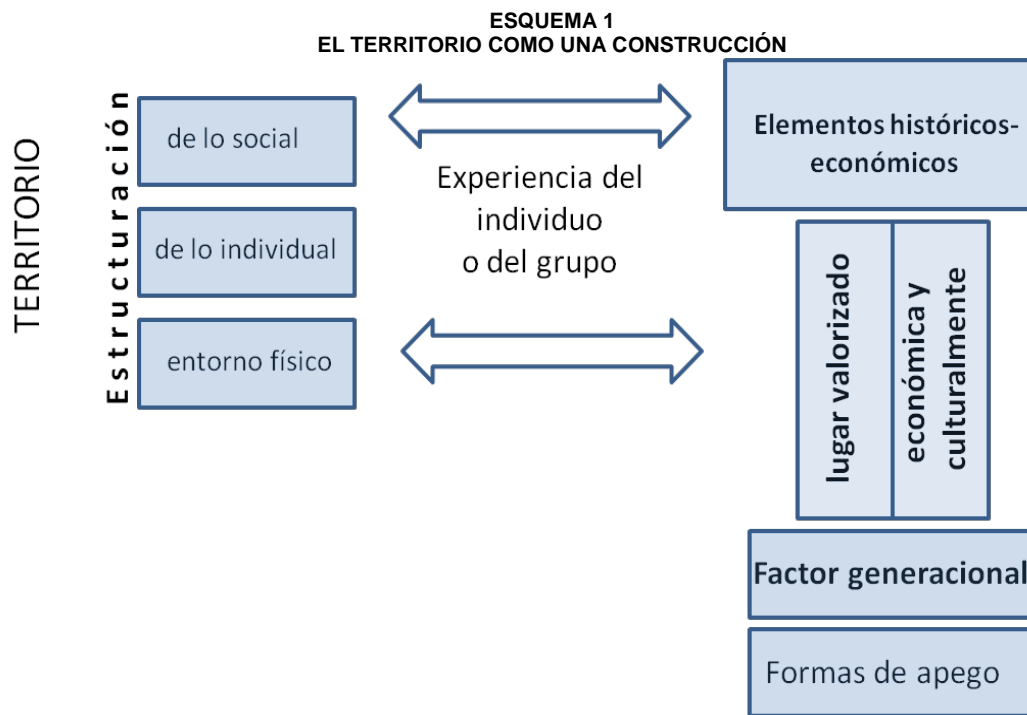 ESQUEMA 1
EL TERRITORIO COMO UNA CONSTRUCCIÓN
TERRITORIO
Estructuración
de lo social
de lo individual
entorno físico
Experiencia del
individuo
o del grupo
Elementos históricos-
económicos
lugar valorizado
económica y
culturalmente
Factor generacional
Formas de apego